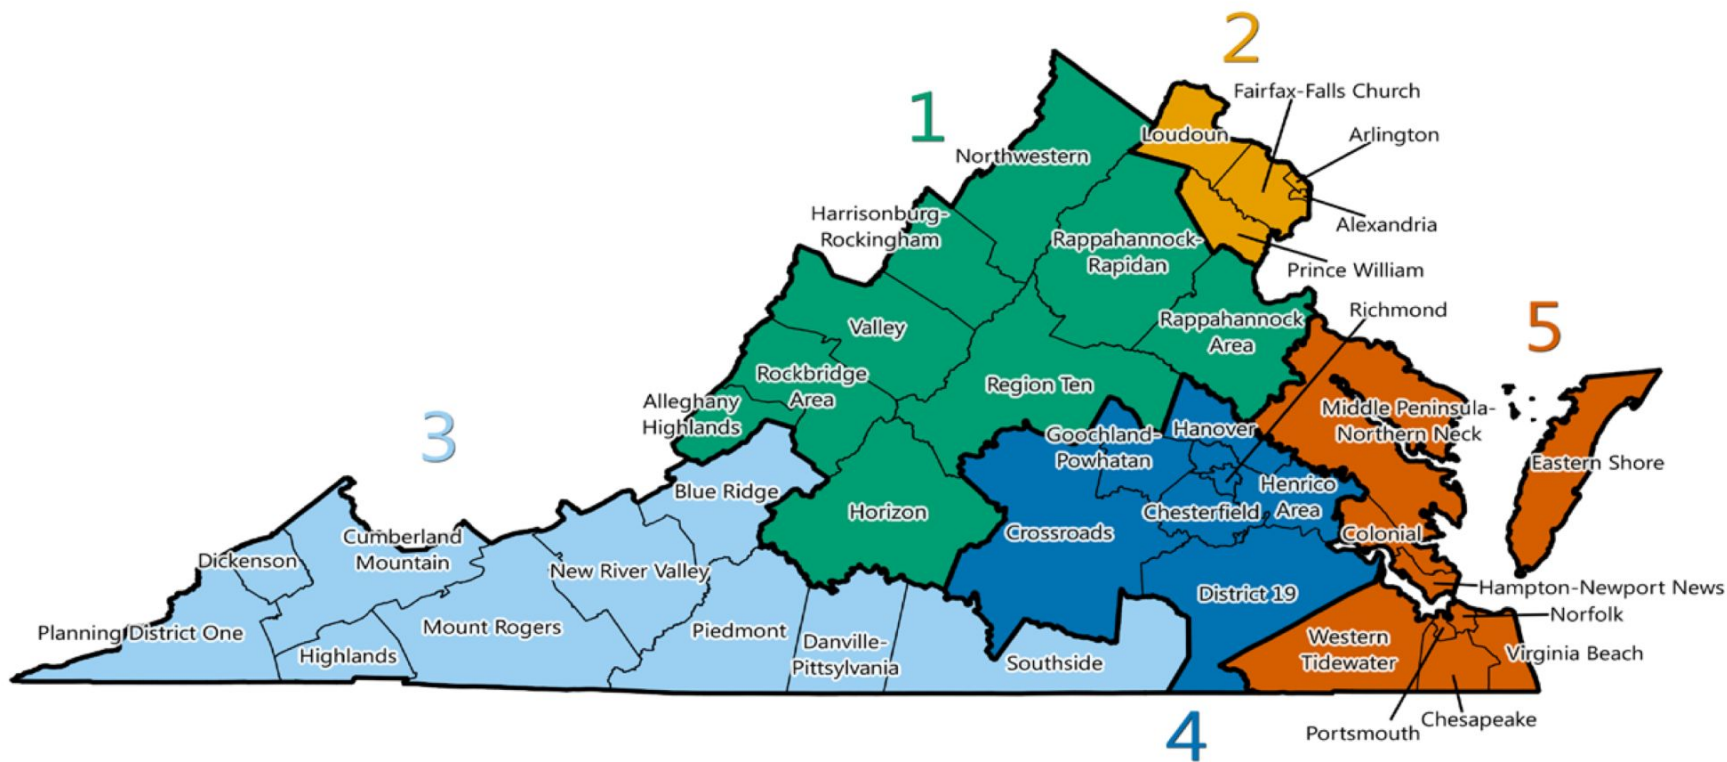 2
Fairfax-Falls Church
1
Loudoun
Arlington
Northwestern
Harrisonburg-
Rockingham
Alexandria
Rappahannock-
Rapidan
Prince William
Richmond
5
Valley
Rappahannock
Area
Rockbridge
Area
Region Ten
Alleghany
Highlands
3
Middle Peninsula-
Northern Neck
Goochland-
Powhatan
Hanover
Eastern Shore
Blue Ridge
Henrico
Area
Horizon
Chesterfield
Crossroads
Colonial
Cumberland
Mountain
Dickenson
New River Valley
Hampton-Newport News
District 19
Norfolk
Planning District One
Mount Rogers
Piedmont
Danville-
Pittsylvania
Highlands
Southside
Western
Tidewater
Virginia Beach
4
Portsmouth
Chesapeake